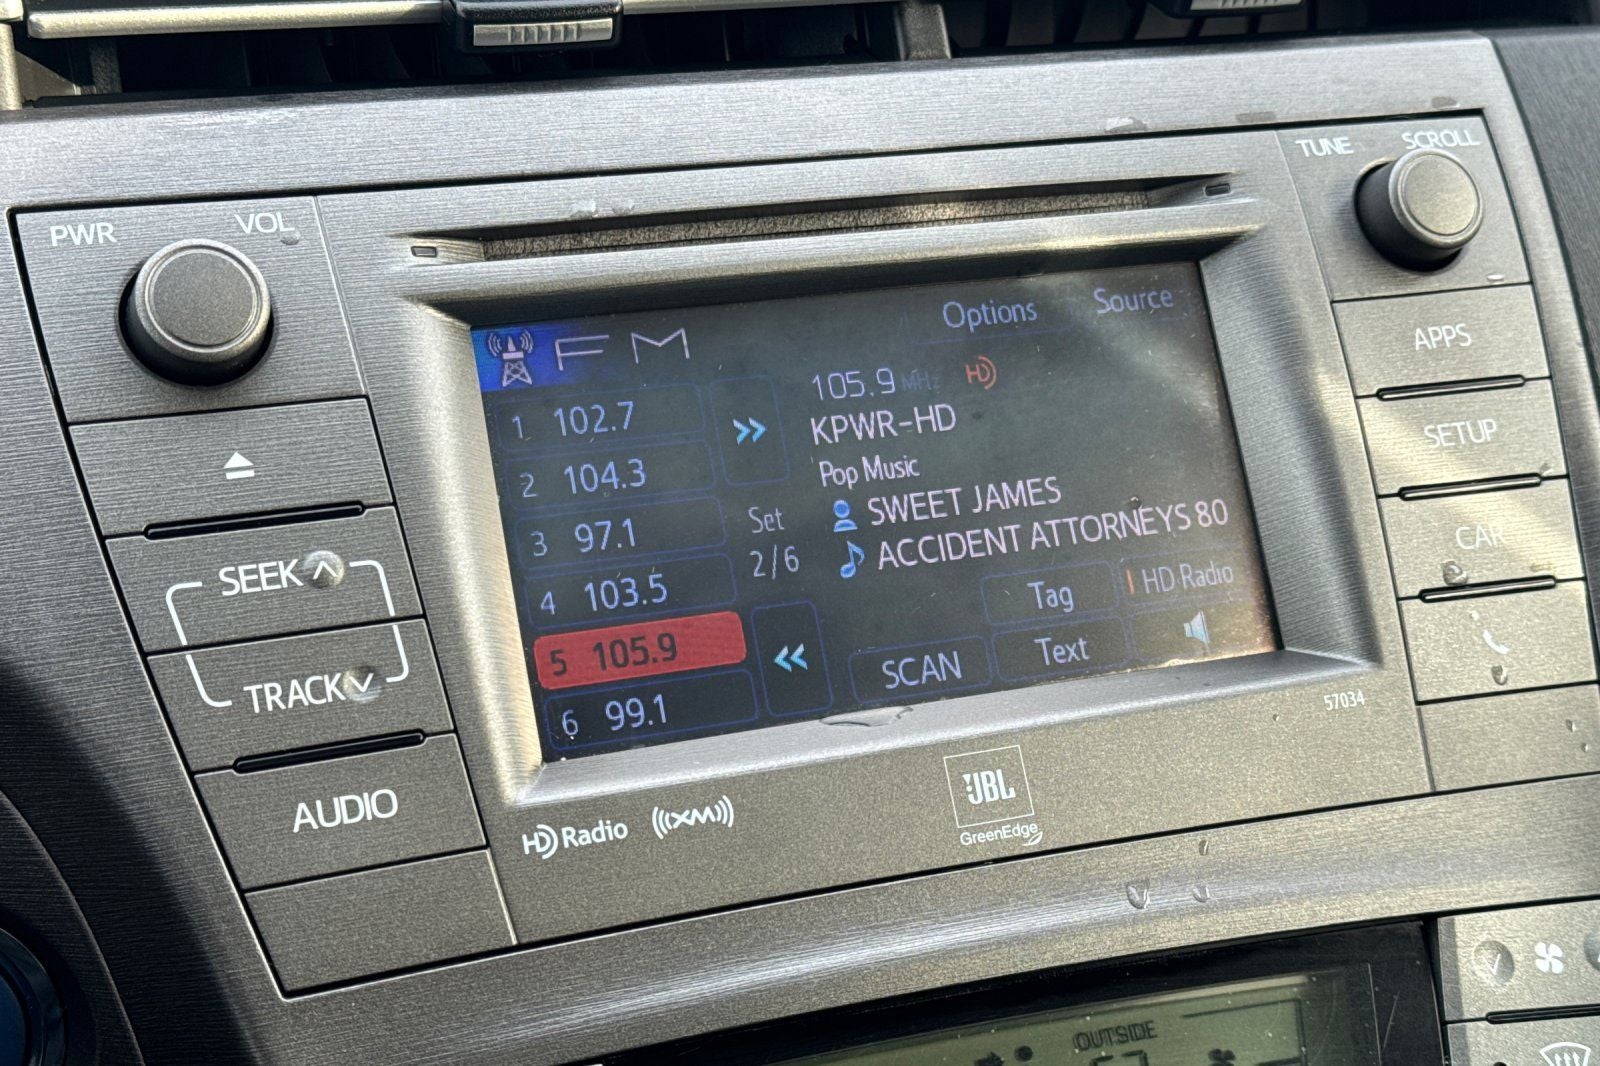 TUNE SCROLL
PWR VOL
Options Source
FM
APPS
105.9 MHz HD
1 102.7
KPWR-HD
SETUP
2 104.3
Pop Music
SEEK
3 97.1
Set
2/6
SWEET JAMES
ACCIDENT ATTORNEYS 80
CAR
4 103.5
Tag
HD Radio
TRACK
5 105.9
SCAN
Text
6 99.1
57034
AUDIO
HD Radio
XM
JBL
GreenEdge
OUTSIDE